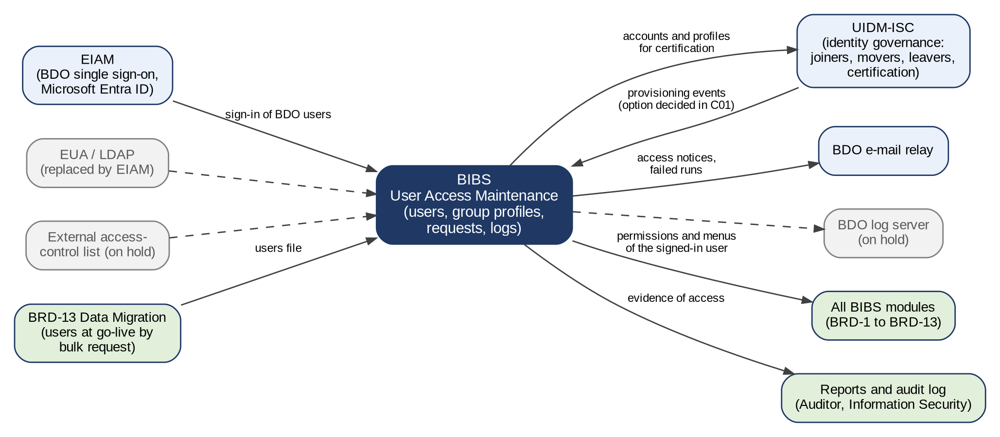 EIAM
(BDO single sign-on,
Microsoft Entra ID)
sign-in of BDO users
EUA / LDAP
(replaced by EIAM)
External access-
control list (on hold)
users file
BRD-13 Data Migration
(users at go-live by
bulk request)
BIBS
User Access Maintenance
(users, group profiles,
requests, logs)
accounts and profiles
for certification
provisioning events
(option decided in C01)
access notices,
failed runs
permissions and menus
of the signed-in user
evidence of access
UIDM-ISC
(identity governance:
joiners, movers, leavers,
certification)
BDO e-mail relay
BDO log server
(on hold)
All BIBS modules
(BRD-1 to BRD-13)
Reports and audit log
(Auditor, Information Security)